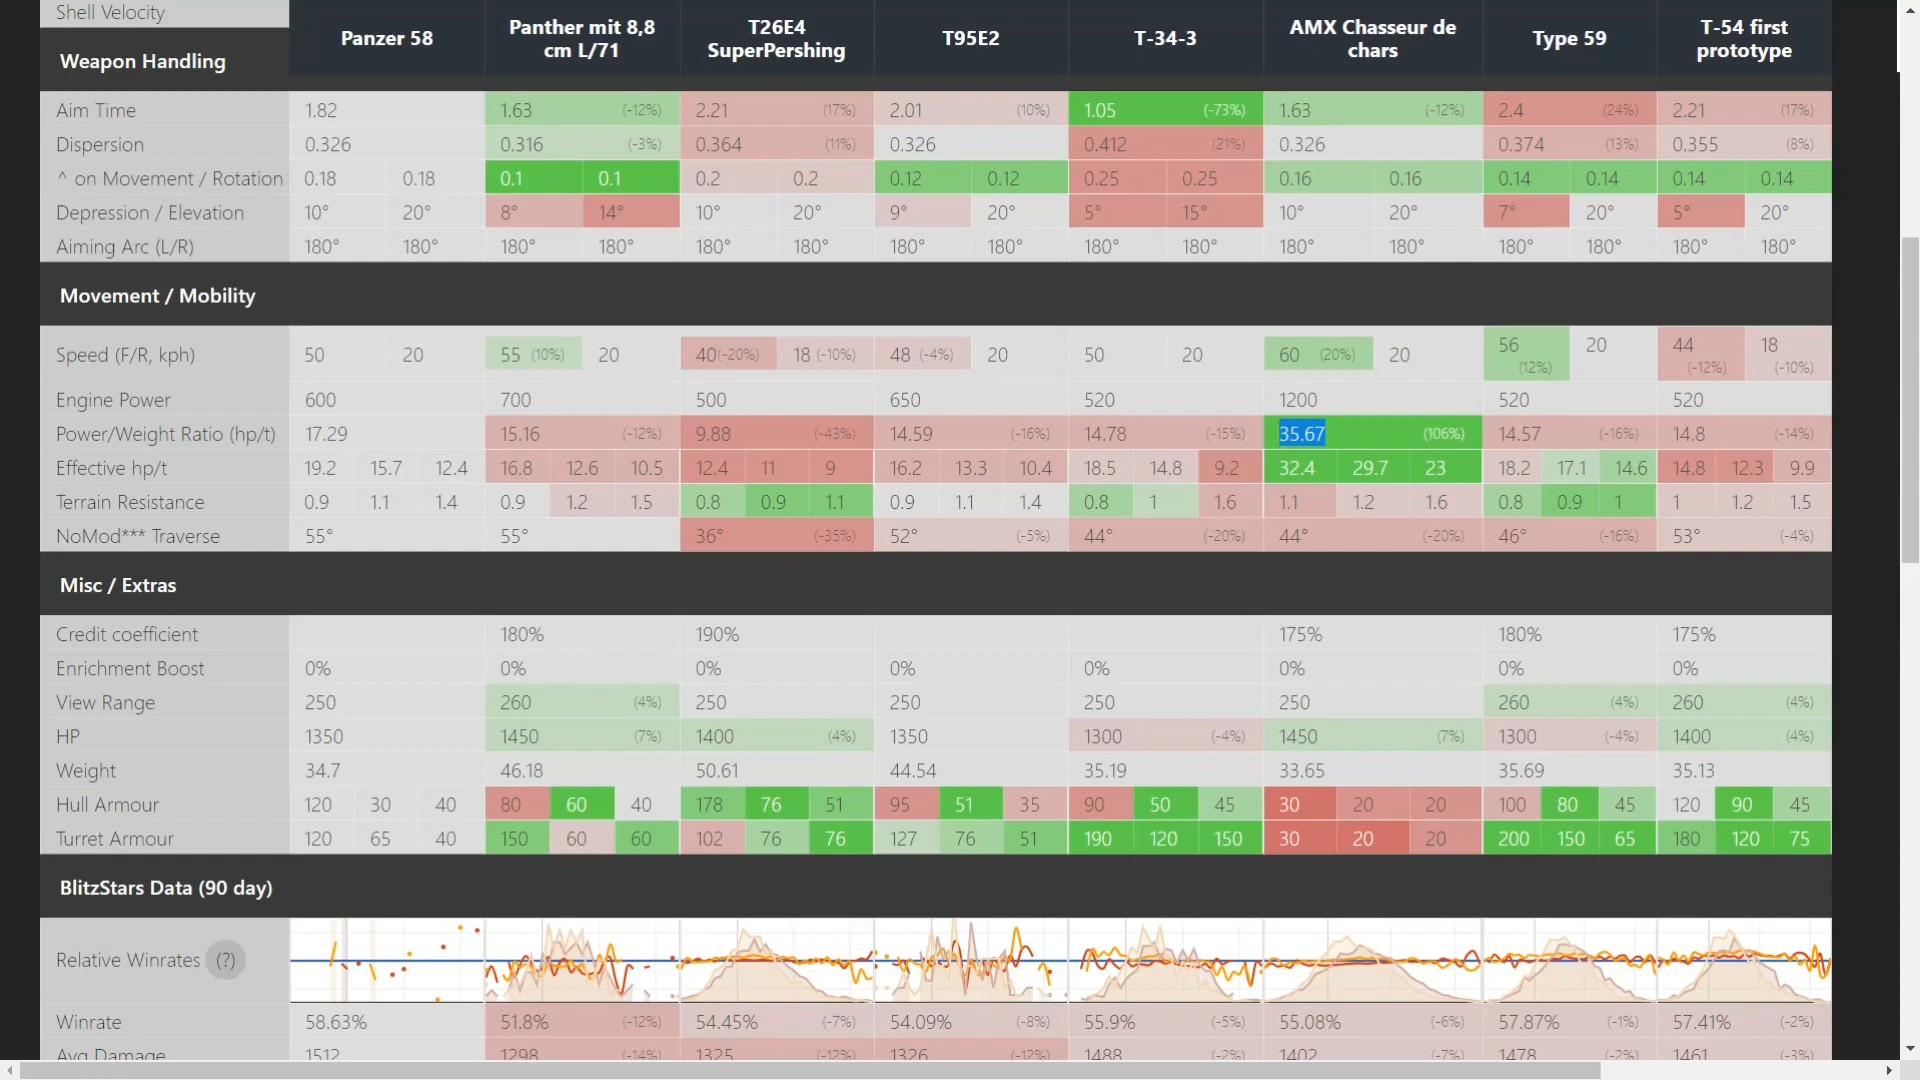 Shell Velocity
Panzer 58 Panther mit 8,8 cm L/71 T26E4 SuperPershing T95E2 T-34-3 AMX Chasseur de chars Type 59 T-54 first prototype
Weapon Handling
Aim Time 1.82 1.63 (-12%) 2.21 (17%) 2.01 (10%) 1.05 (-73%) 1.63 (-12%) 2.4 (24%) 2.21 (17%)
Dispersion 0.326 0.316 (-3%) 0.364 (11%) 0.326 0.412 (21%) 0.326 0.374 (13%) 0.355 (8%)
^ on Movement / Rotation 0.18 0.18 0.1 0.1 0.2 0.2 0.12 0.12 0.25 0.25 0.16 0.16 0.14 0.14 0.14 0.14
Depression / Elevation 10° 20° 8° 14° 10° 20° 9° 20° 5° 15° 10° 20° 7° 20° 5° 20°
Aiming Arc (L/R) 180° 180° 180° 180° 180° 180° 180° 180° 180° 180° 180° 180° 180° 180° 180° 180°
Movement / Mobility
Speed (F/R, kph) 50 20 55 (10%) 20 40(-20%) 18 (-10%) 48 (-4%) 20 50 20 60 (20%) 20 56 (12%) 20 44 (-12%) 18 (-10%)
Engine Power 600 700 500 650 520 1200 520 520
Power/Weight Ratio (hp/t) 17.29 15.16 (-12%) 9.88 (-43%) 14.59 (-16%) 14.78 (-15%) 35.67 (106%) 14.57 (-16%) 14.8 (-14%)
Effective hp/t 19.2 15.7 12.4 16.8 12.6 10.5 12.4 11 9 16.2 13.3 10.4 18.5 14.8 9.2 32.4 29.7 23 18.2 17.1 14.6 14.8 12.3 9.9
Terrain Resistance 0.9 1.1 1.4 0.9 1.2 1.5 0.8 0.9 1.1 0.9 1.1 1.4 0.8 1 1.6 1.1 1.2 1.6 0.8 0.9 1 1 1.2 1.5
NoMod*** Traverse 55° 55° 36° (-35%) 52° (-5%) 44° (-20%) 44° (-20%) 46° (-16%) 53° (-4%)
Misc / Extras
Credit coefficient 180% 190% 175% 180% 175%
Enrichment Boost 0% 0% 0% 0% 0% 0% 0% 0%
View Range 250 260 (4%) 250 250 250 250 260 (4%) 260 (4%)
HP 1350 1450 (7%) 1400 (4%) 1350 1300 (-4%) 1450 (7%) 1300 (-4%) 1400 (4%)
Weight 34.7 46.18 50.61 44.54 35.19 33.65 35.69 35.13
Hull Armour 120 30 40 80 60 40 178 76 51 95 51 35 90 50 45 30 20 20 100 80 45 120 90 45
Turret Armour 120 65 40 150 60 60 102 76 76 127 76 51 190 120 150 30 20 20 200 150 65 180 120 75
BlitzStars Data (90 day)
Relative Winrates (?)
Winrate 58.63% 51.8% (-12%) 54.45% (-7%) 54.09% (-8%) 55.9% (-5%) 55.08% (-6%) 57.87% (-1%) 57.41% (-2%)
Avg Damage 1512 1298 (-14%) 1325 (-12%) 1326 (-12%) 1488 (-2%) 1402 (-7%) 1478 (-2%) 1461 (-3%)